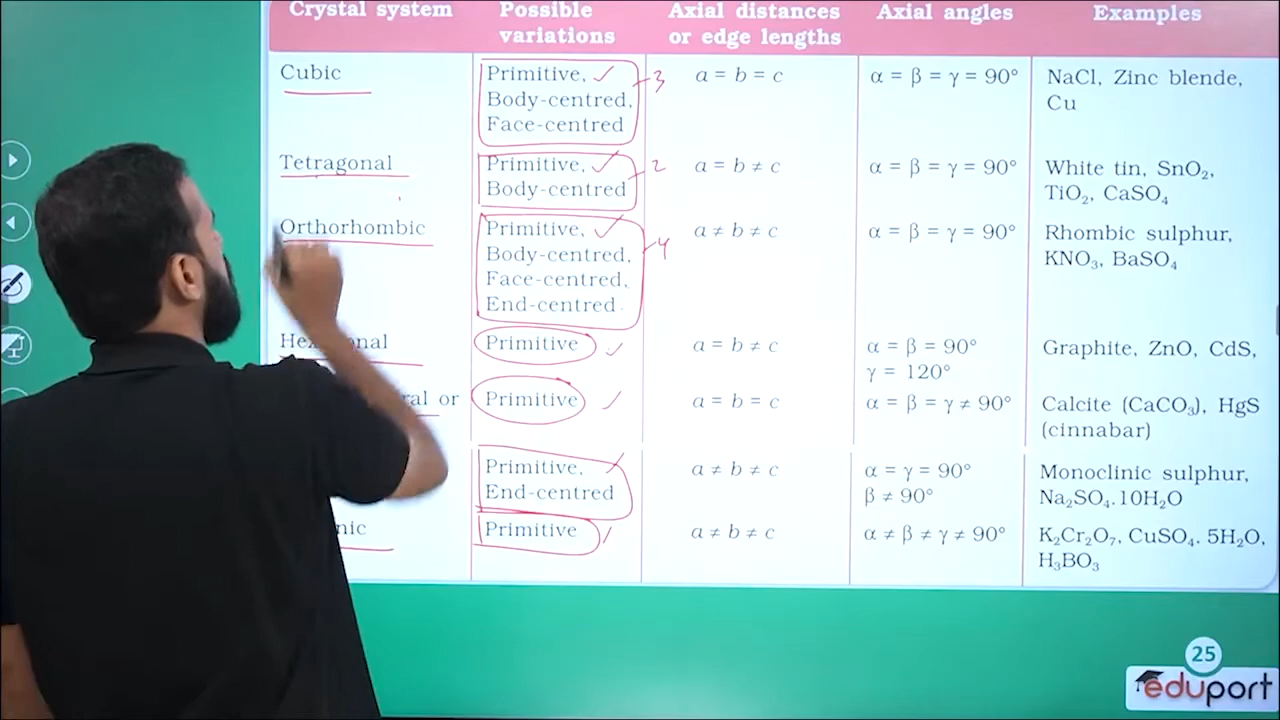 Crystal system Possible variations Axial distances or edge lengths Axial angles Examples
Cubic Primitive, Body-centred, Face-centred 3 a = b = c α = β = γ = 90° NaCl, Zinc blende, Cu
Tetragonal Primitive, Body-centred 2 a = b ≠ c α = β = γ = 90° White tin, SnO₂, TiO₂, CaSO₄
Orthorhombic Primitive, Body-centred, Face-centred, End-centred 4 a ≠ b ≠ c α = β = γ = 90° Rhombic sulphur, KNO₃, BaSO₄
Primitive a = b ≠ c α = β = 90° γ = 120° Graphite, ZnO, CdS,
or Primitive a = b = c α = β = γ ≠ 90° Calcite (CaCO₃), HgS (cinnabar)
Primitive, End-centred a ≠ b ≠ c α = γ = 90° β ≠ 90° Monoclinic sulphur, Na₂SO₄.10H₂O
Primitive a ≠ b ≠ c α ≠ β ≠ γ ≠ 90° K₂Cr₂O₇, CuSO₄. 5H₂O, H₃BO₃
25
eduport